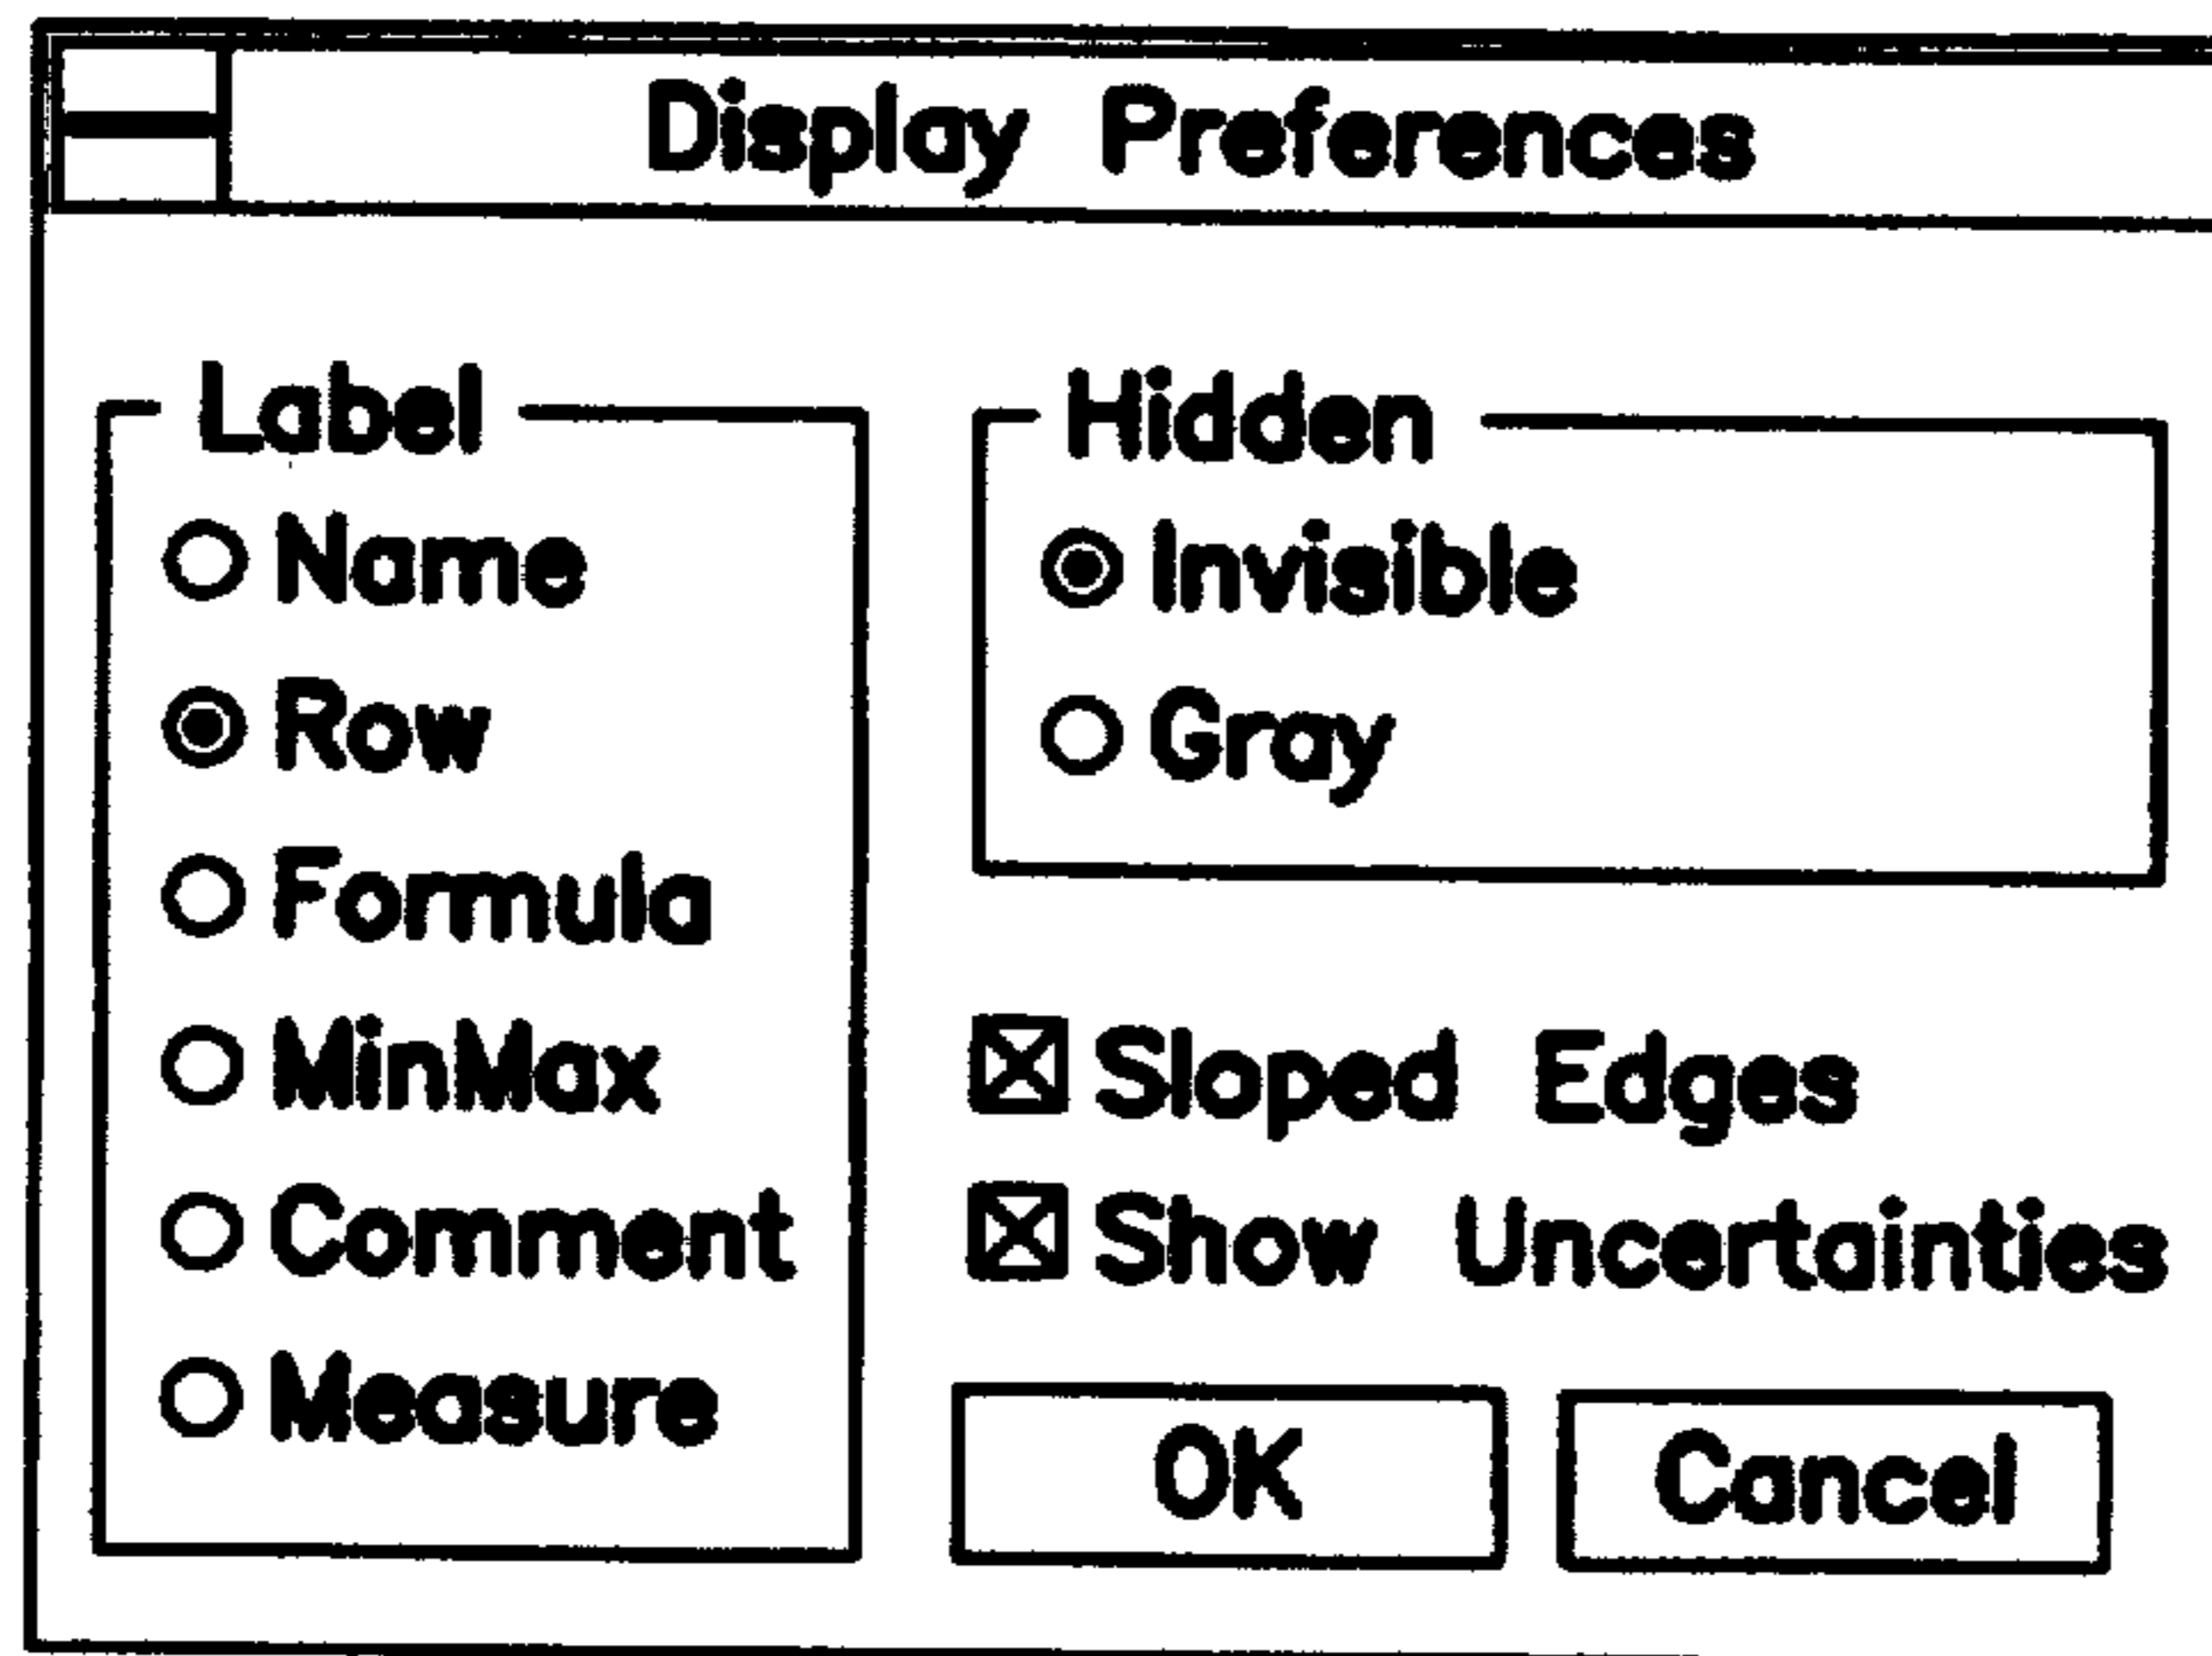 Display Preferences
Label
Name
Row
Formula
MinMax
Comment
Measure
Hidden
Invisible
Gray
Sloped Edges
Show Uncertainties
OK
Cancel